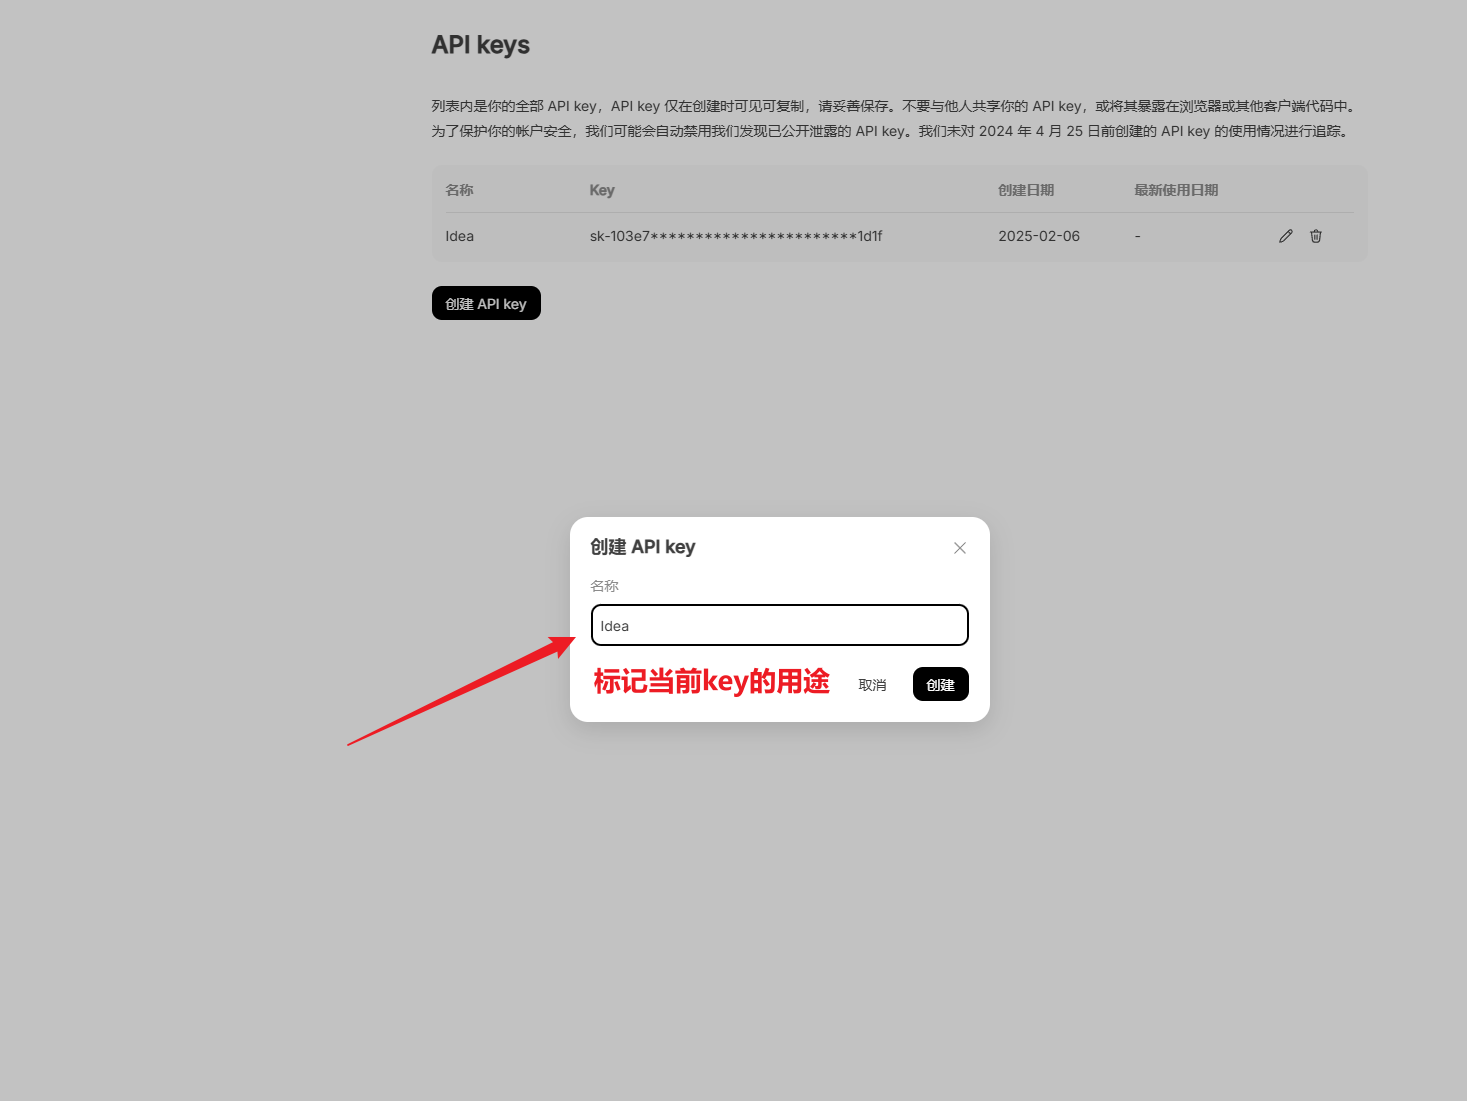 API keys
列表内是你的全部 API key，API key 仅在创建时可见可复制，请妥善保存。不要与他人共享你的 API key，或将其暴露在浏览器或其他客户端代码中。
为了保护你的帐户安全，我们可能会自动禁用我们发现已公开泄露的 API key。我们未对 2024 年 4 月 25 日前创建的 API key 的使用情况进行追踪。
名称 Key 创建日期 最新使用日期
Idea sk-103e7***********************1d1f 2025-02-06 -
创建 API key
创建 API key
名称
Idea
标记当前key的用途 取消 创建